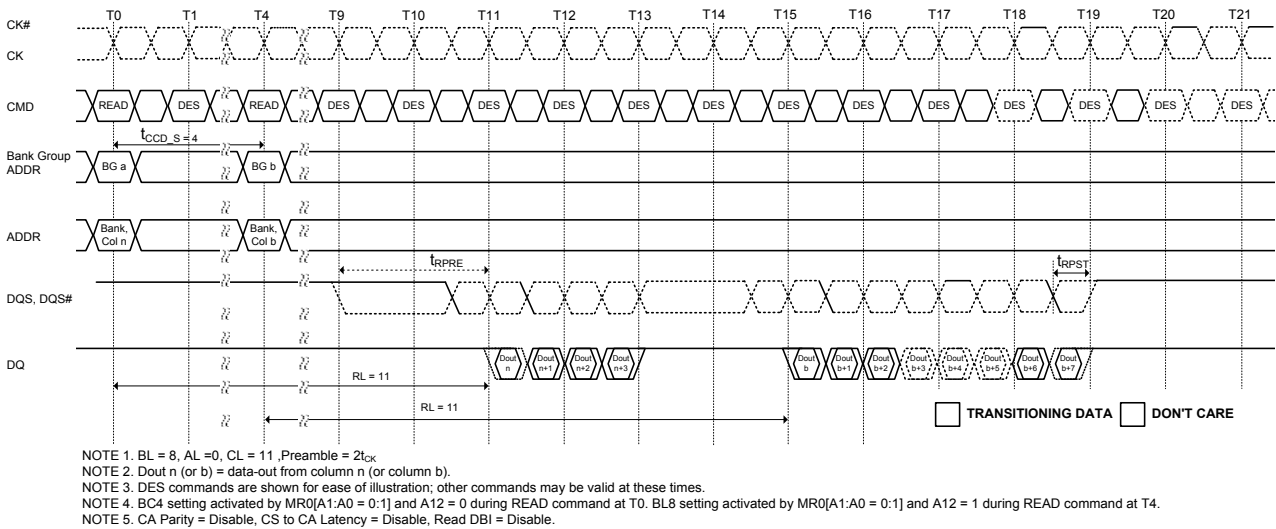 T0 T1 T4 T9 T10 T11 T12 T13 T14 T15 T16 T17 T18 T19 T20 T21
CK#
CK
CMD READ DES READ DES DES DES DES DES DES DES DES DES DES DES DES DES
tCCD_S = 4
Bank Group
ADDR
BG a BG b
ADDR
Bank,
Col n
Bank,
Col b
tRPRE tRPST
DQS, DQS#
DQ
Dout
n
Dout
n+1
Dout
n+2
Dout
n+3
Dout
b
Dout
b+1
Dout
b+2
Dout
b+3
Dout
b+4
Dout
b+5
Dout
b+6
Dout
b+7
RL = 11
RL = 11
TRANSITIONING DATA DON'T CARE
NOTE 1. BL = 8, AL =0, CL = 11 ,Preamble = 2tCK
NOTE 2. Dout n (or b) = data-out from column n (or column b).
NOTE 3. DES commands are shown for ease of illustration; other commands may be valid at these times.
NOTE 4. BC4 setting activated by MR0[A1:A0 = 0:1] and A12 = 0 during READ command at T0. BL8 setting activated by MR0[A1:A0 = 0:1] and A12 = 1 during READ command at T4.
NOTE 5. CA Parity = Disable, CS to CA Latency = Disable, Read DBI = Disable.